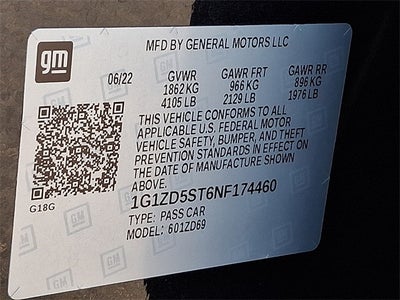 gm
MFD BY GENERAL MOTORS LLC
06/22 GVWR GAWR FRT GAWR RR
1862 KG 966 KG 896 KG
4105 LB 2129 LB 1976 LB
THIS VEHICLE CONFORMS TO ALL
APPLICABLE U.S. FEDERAL MOTOR
VEHICLE SAFETY, BUMPER, AND THEFT
PREVENTION STANDARDS IN EFFECT ON
THE DATE OF MANUFACTURE SHOWN
ABOVE.
G18G
1G1ZD5ST6NF174460
TYPE: PASS CAR
MODEL: 601ZD69